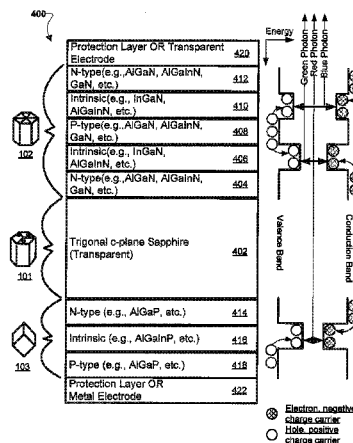 400
Protection Layer OR Transparent
Electrode 420
N-type(e.g.,AlGaN, AlGaInN,
GaN, etc.) 412
Intrinsic(e.g., InGaN,
AlGaInN, etc.) 410
P-type(e.g.,AlGaN, AlGaInN,
GaN, etc.) 408
Intrinsic(e.g., InGaN,
AlGaInN, etc.) 406
N-type(e.g.,AlGaN, AlGaInN,
GaN, etc.) 404
Trigonal c-plane Sapphire
(Transparent) 402
N-type (e.g., AlGaP, etc.) 414
Intrinsic (e.g., AlGaInP, etc.) 416
P-type (e.g., AlGaP, etc.) 418
Protection Layer OR
Metal Electrode 422
102
101
103
Energy
Green Photon
Red Photon
Blue Photon
Valence Band
Conduction Band
Electron, negative
charge carrier
Hole, positive
charge carrier